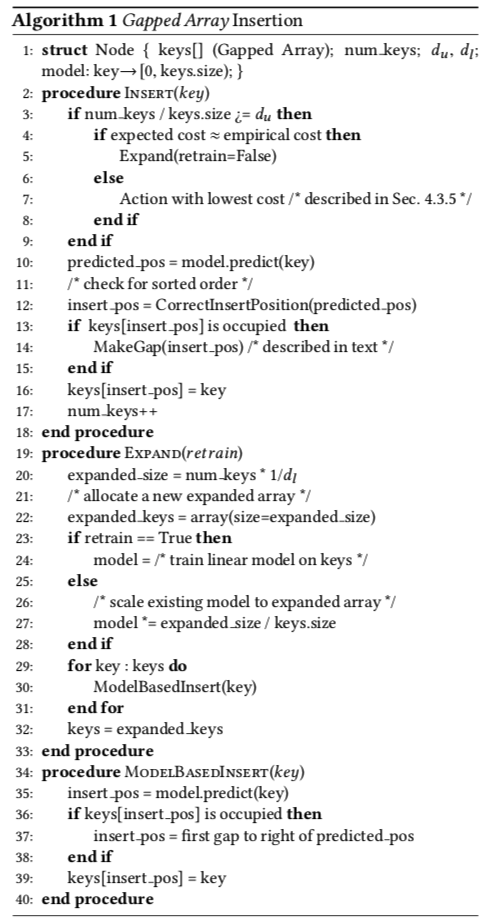 Algorithm 1 Gapped Array Insertion
1: struct Node { keys[] (Gapped Array); num_keys; d_u, d_l;
model: key→[0, keys.size); }
2: procedure INSERT(key)
3: if num_keys / keys.size ¿= d_u then
4: if expected cost ≈ empirical cost then
5: Expand(retrain=False)
6: else
7: Action with lowest cost /* described in Sec. 4.3.5 */
8: end if
9: end if
10: predicted_pos = model.predict(key)
11: /* check for sorted order */
12: insert_pos = CorrectInsertPosition(predicted_pos)
13: if keys[insert_pos] is occupied then
14: MakeGap(insert_pos) /* described in text */
15: end if
16: keys[insert_pos] = key
17: num_keys++
18: end procedure
19: procedure EXPAND(retrain)
20: expanded_size = num_keys * 1/d_l
21: /* allocate a new expanded array */
22: expanded_keys = array(size=expanded_size)
23: if retrain == True then
24: model = /* train linear model on keys */
25: else
26: /* scale existing model to expanded array */
27: model *= expanded_size / keys.size
28: end if
29: for key : keys do
30: ModelBasedInsert(key)
31: end for
32: keys = expanded_keys
33: end procedure
34: procedure MODELBASEDINSERT(key)
35: insert_pos = model.predict(key)
36: if keys[insert_pos] is occupied then
37: insert_pos = first gap to right of predicted_pos
38: end if
39: keys[insert_pos] = key
40: end procedure